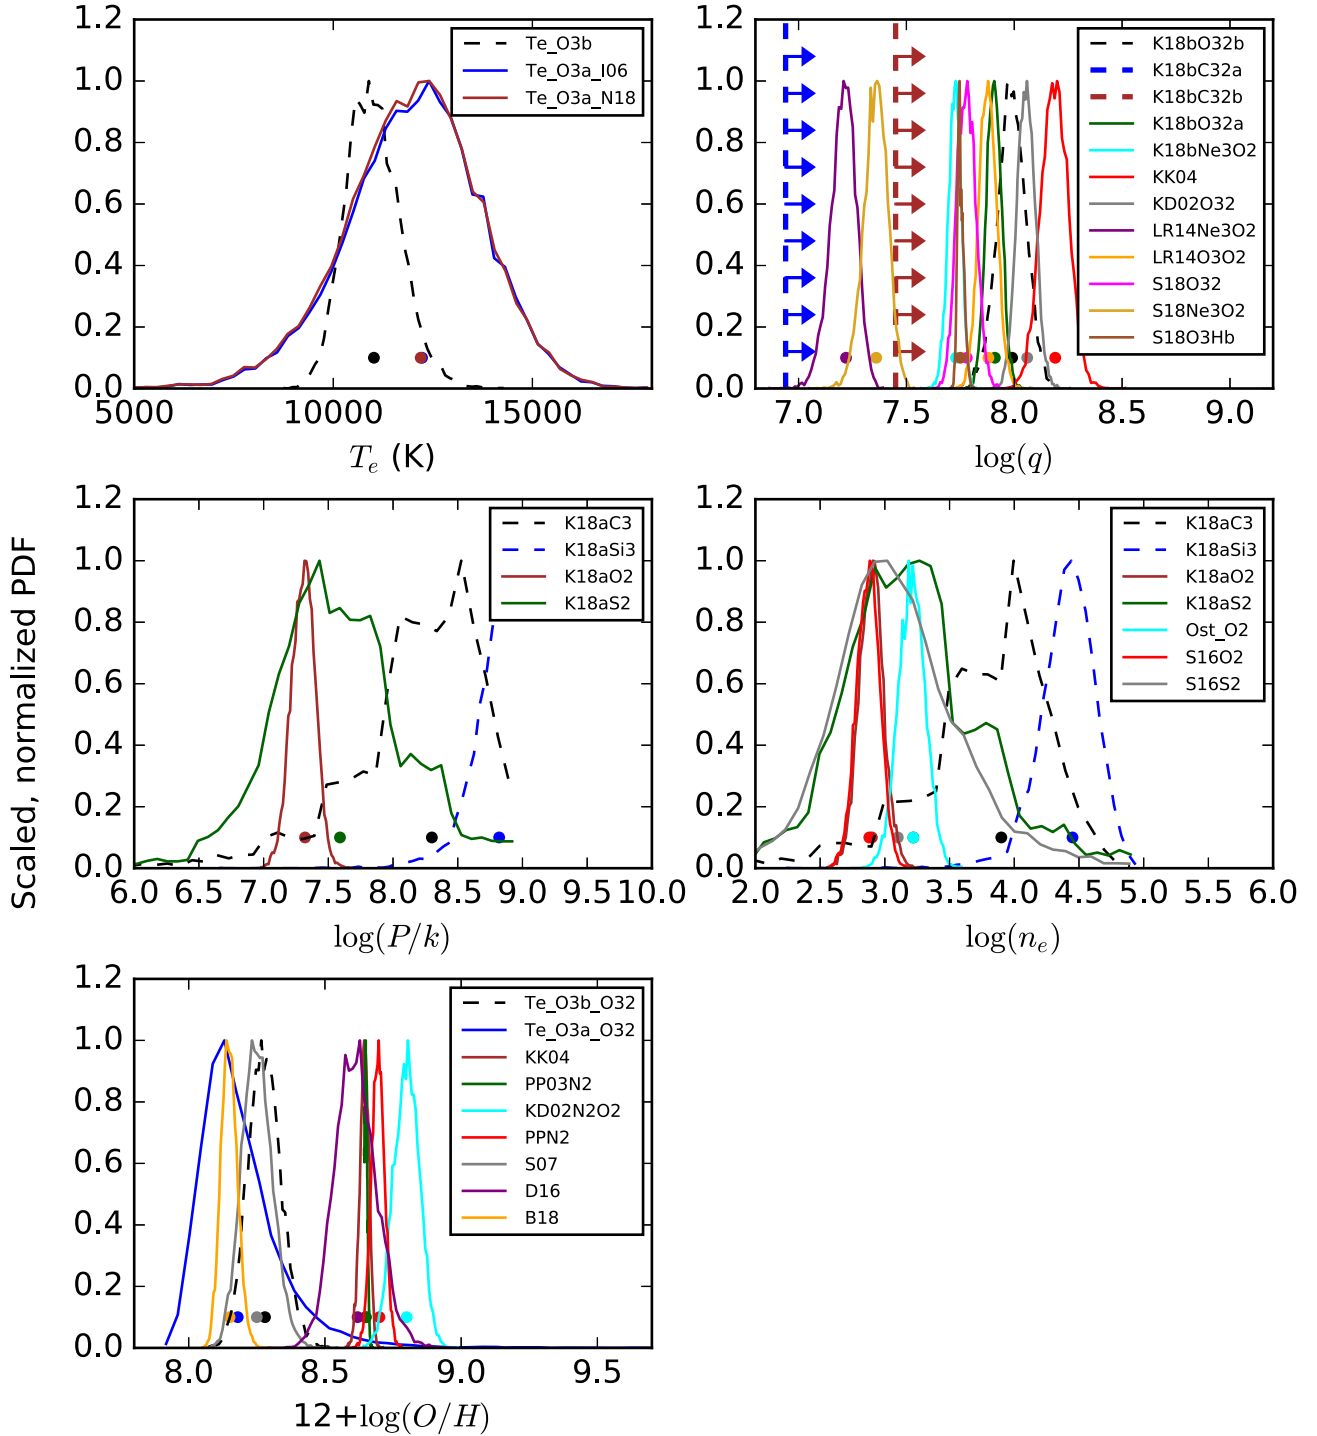 1.2
1.0
0.8
0.6
0.4
0.2
0.0
5000 10000 15000
T_e (K)
Te_O3b
Te_O3a_I06
Te_O3a_N18
1.2
1.0
0.8
0.6
0.4
0.2
0.0
7.0 7.5 8.0 8.5 9.0
log(q)
K18bO32b
K18bC32a
K18bC32b
K18bO32a
K18bNe3O2
KK04
KD02O32
LR14Ne3O2
LR14O3O2
S18O32
S18Ne3O2
S18O3Hb
Scaled, normalized PDF
1.2
1.0
0.8
0.6
0.4
0.2
0.0
6.0 6.5 7.0 7.5 8.0 8.5 9.0 9.5 10.0
log(P/k)
K18aC3
K18aSi3
K18aO2
K18aS2
1.2
1.0
0.8
0.6
0.4
0.2
0.0
2.0 2.5 3.0 3.5 4.0 4.5 5.0 5.5 6.0
log(n_e)
K18aC3
K18aSi3
K18aO2
K18aS2
Ost_O2
S16O2
S16S2
1.2
1.0
0.8
0.6
0.4
0.2
0.0
8.0 8.5 9.0 9.5
12+log(O/H)
Te_O3b_O32
Te_O3a_O32
KK04
PP03N2
KD02N2O2
PPN2
S07
D16
B18